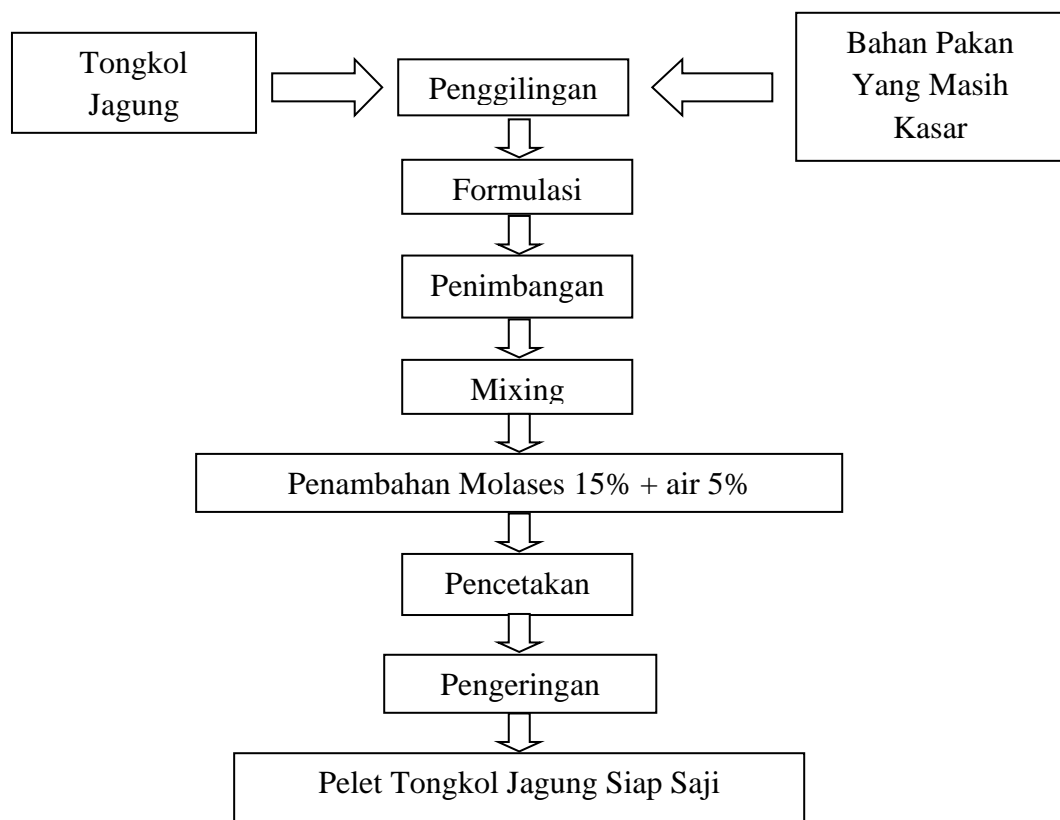 Tongkol
Jagung
Penggilingan
Bahan Pakan
Yang Masih
Kasar
Formulasi
Penimbangan
Mixing
Penambahan Molases 15% + air 5%
Pencetakan
Pengeringan
Pelet Tongkol Jagung Siap Saji